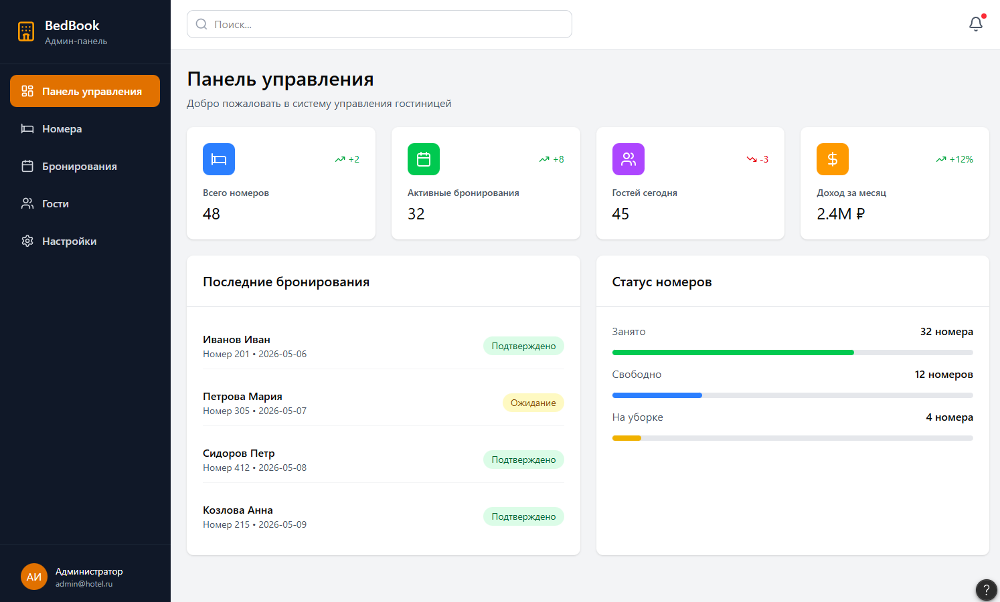 BedBook
Админ-панель
Поиск...
Панель управления
Номера
Бронирования
Гости
Настройки
Администратор
АИ
admin@hotel.ru
Панель управления
Добро пожаловать в систему управления гостиницей
+2
Всего номеров
48
+8
Активные бронирования
32
-3
Гостей сегодня
45
$
+12%
Доход за месяц
2.4М ₽
Последние бронирования
Иванов Иван
Номер 201 • 2026-05-06
Подтверждено
Петрова Мария
Номер 305 • 2026-05-07
Ожидание
Сидоров Петр
Номер 412 • 2026-05-08
Подтверждено
Козлова Анна
Номер 215 • 2026-05-09
Подтверждено
Статус номеров
Занято 32 номера
Свободно 12 номеров
На уборке 4 номера
?